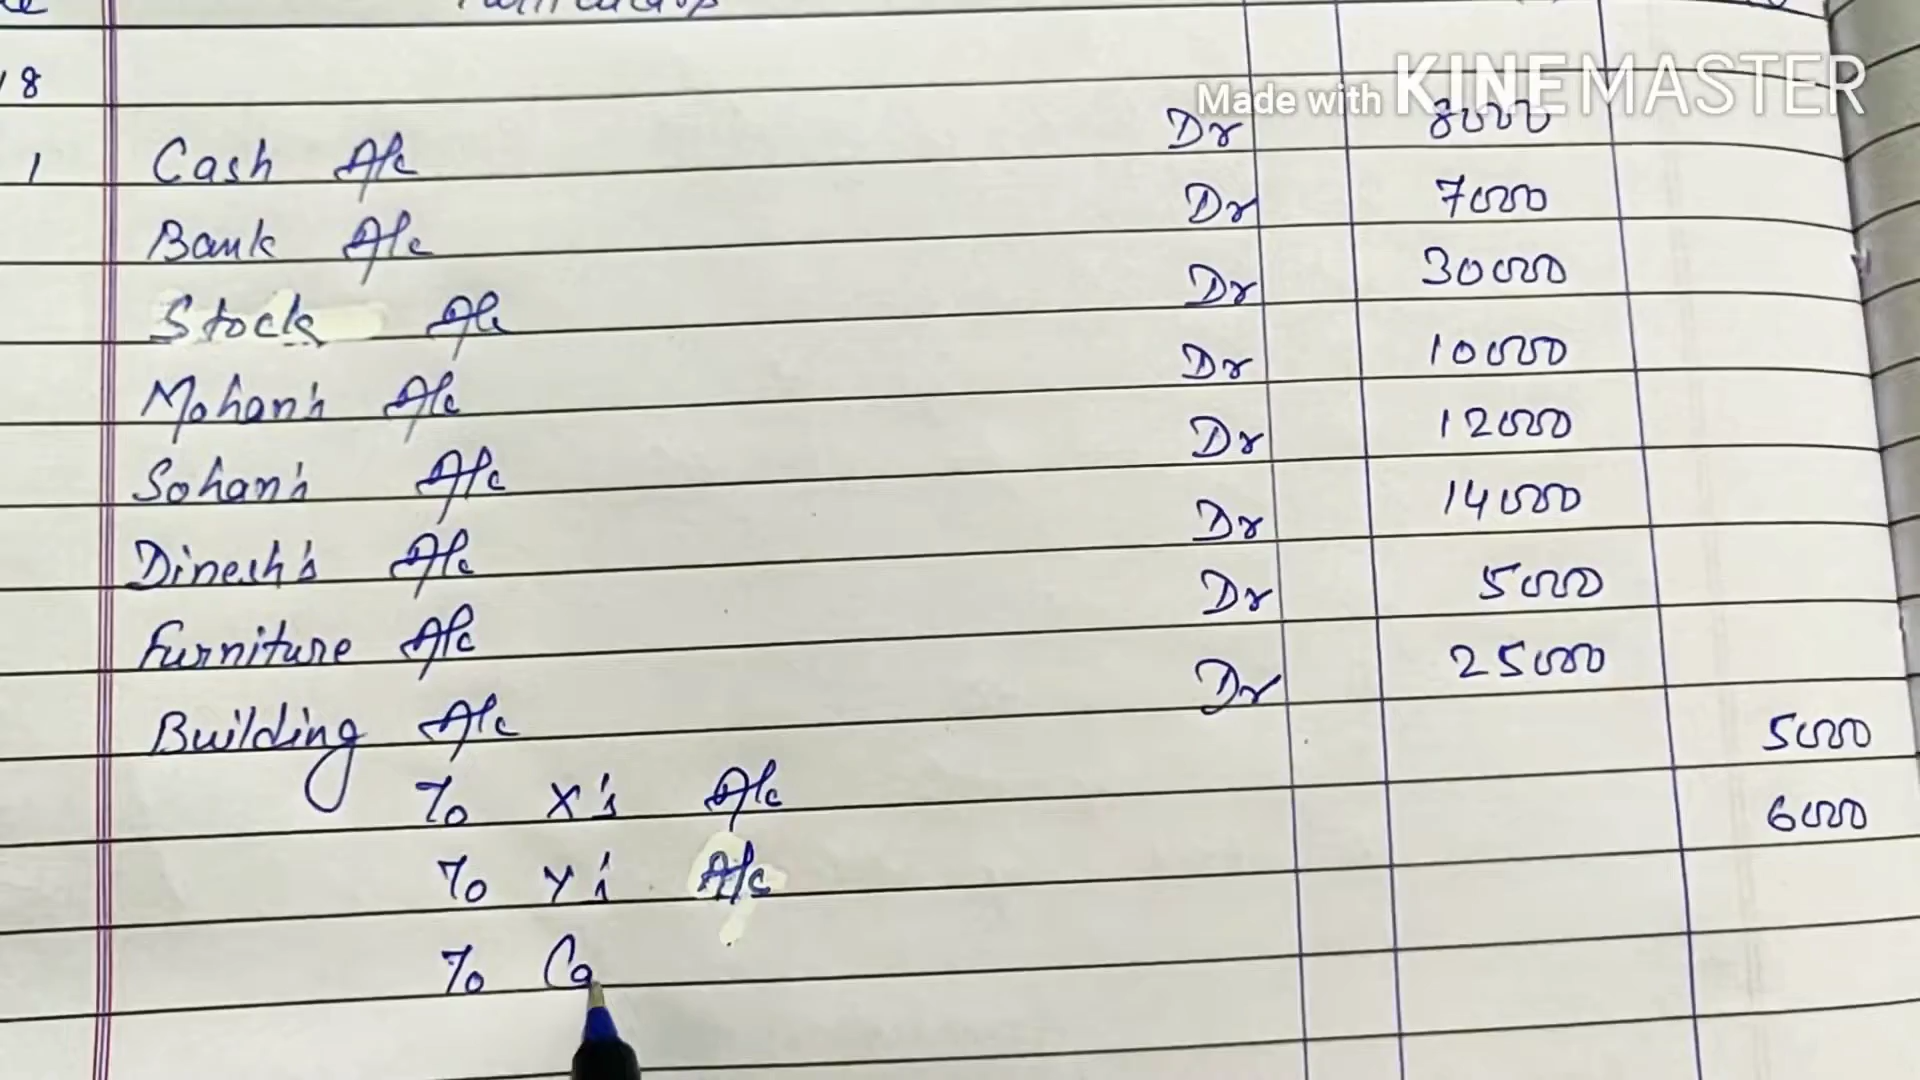 18
Made with KINEMASTER
1 Cash A/c Dr 8000
Bank A/c Dr 7000
Stock A/c Dr 30000
Mohan's A/c Dr 10000
Sohan's A/c Dr 12000
Dinesh's A/c Dr 14000
Furniture A/c Dr 5000
Building A/c Dr 25000
To X's A/c 5000
To Y's A/c 6000
To Ca